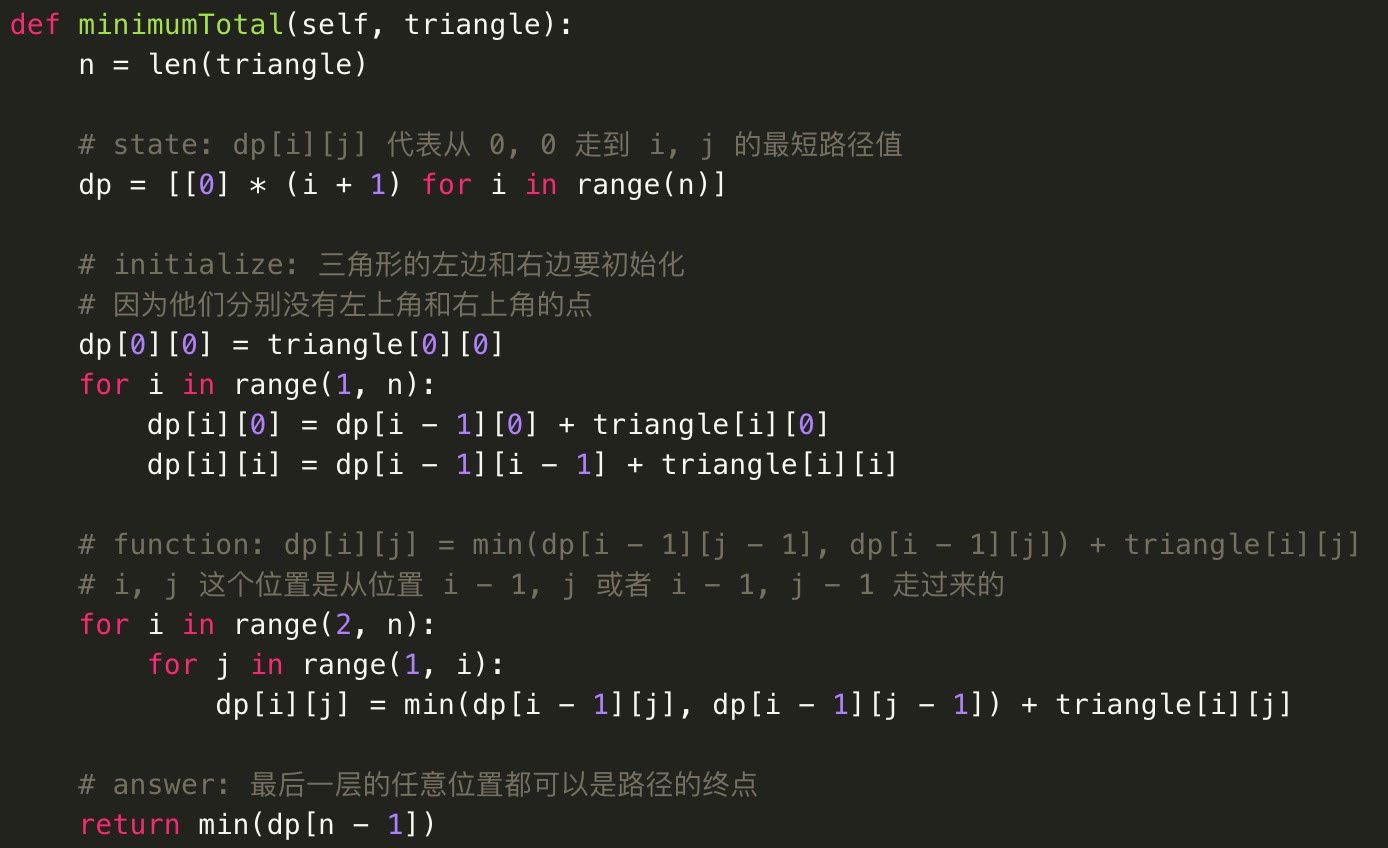 def minimumTotal(self, triangle):
    n = len(triangle)

    # state: dp[i][j] 代表从 0, 0 走到 i, j 的最短路径值
    dp = [[0] * (i + 1) for i in range(n)]

    # initialize: 三角形的左边和右边要初始化
    # 因为他们分别没有左上角和右上角的点
    dp[0][0] = triangle[0][0]
    for i in range(1, n):
        dp[i][0] = dp[i - 1][0] + triangle[i][0]
        dp[i][i] = dp[i - 1][i - 1] + triangle[i][i]

    # function: dp[i][j] = min(dp[i - 1][j - 1], dp[i - 1][j]) + triangle[i][j]
    # i, j 这个位置是从位置 i - 1, j 或者 i - 1, j - 1 走过来的
    for i in range(2, n):
        for j in range(1, i):
            dp[i][j] = min(dp[i - 1][j], dp[i - 1][j - 1]) + triangle[i][j]

    # answer: 最后一层的任意位置都可以是路径的终点
    return min(dp[n - 1])